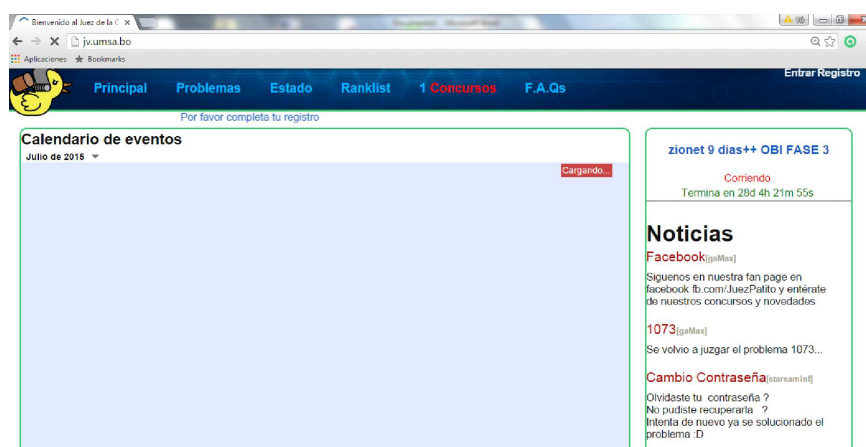 Bienvenido al Juez de la C
Documento1 - Microsoft Word
jv.umsa.bo
Aplicaciones Bookmarks
Entrar Registro
Principal Problemas Estado Ranklist 1 Concursos F.A.Qs
Por favor completa tu registro
Calendario de eventos
Julio de 2015
Cargando...
zionet 9 dias++ OBI FASE 3
Corriendo
Termina en 28d 4h 21m 55s
Noticias
Facebook[gaMax]
Siguenos en nuestra fan page en
facebook fb.com/JuezPatito y entérate
de nuestros concursos y novedades
1073[gaMax]
Se volvio a juzgar el problema 1073...
Cambio Contraseña[starsaminf]
Olvidaste tu contraseña ?
No pudiste recuperarla ?
Intenta de nuevo ya se solucionado el
problema :D